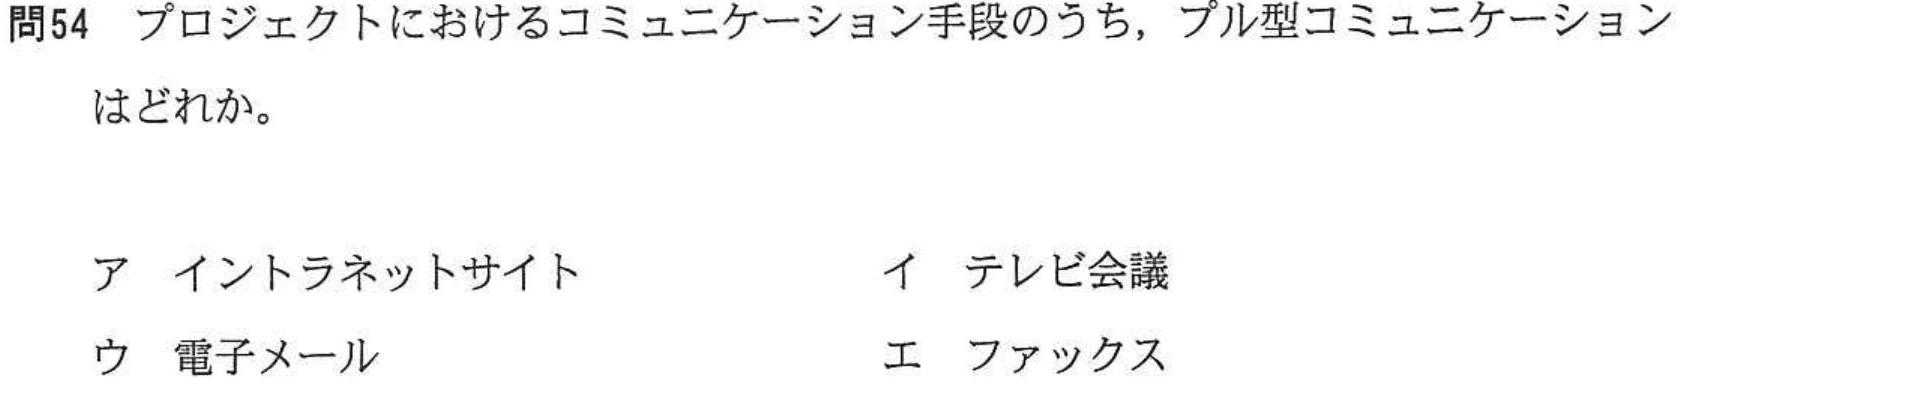 問54 プロジェクトにおけるコミュニケーション手段のうち，プル型コミュニケーション
はどれか。
ア イントラネットサイト イ テレビ会議
ウ 電子メール エ ファックス